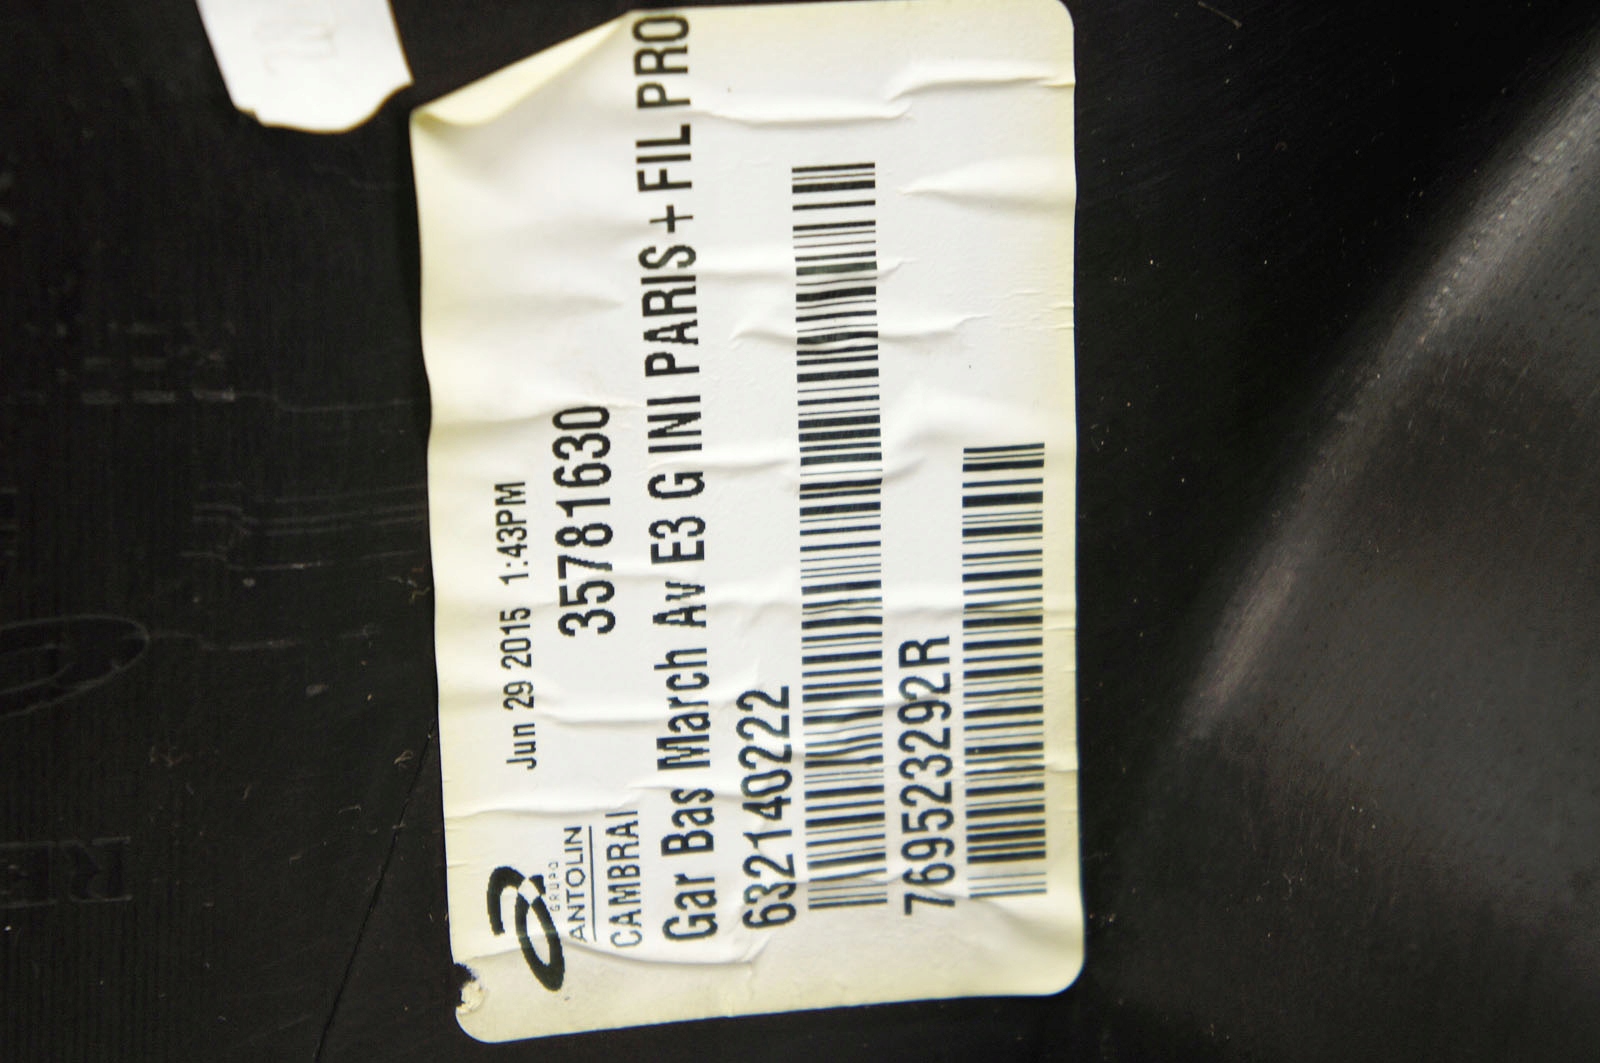 Jun 29 2015 1:43PM
GRUPO
ANTOLIN
35781630
CAMBRAI
Gar Bas March Av E3 G INI PARIS+ FIL PRO
632140222
769523292R